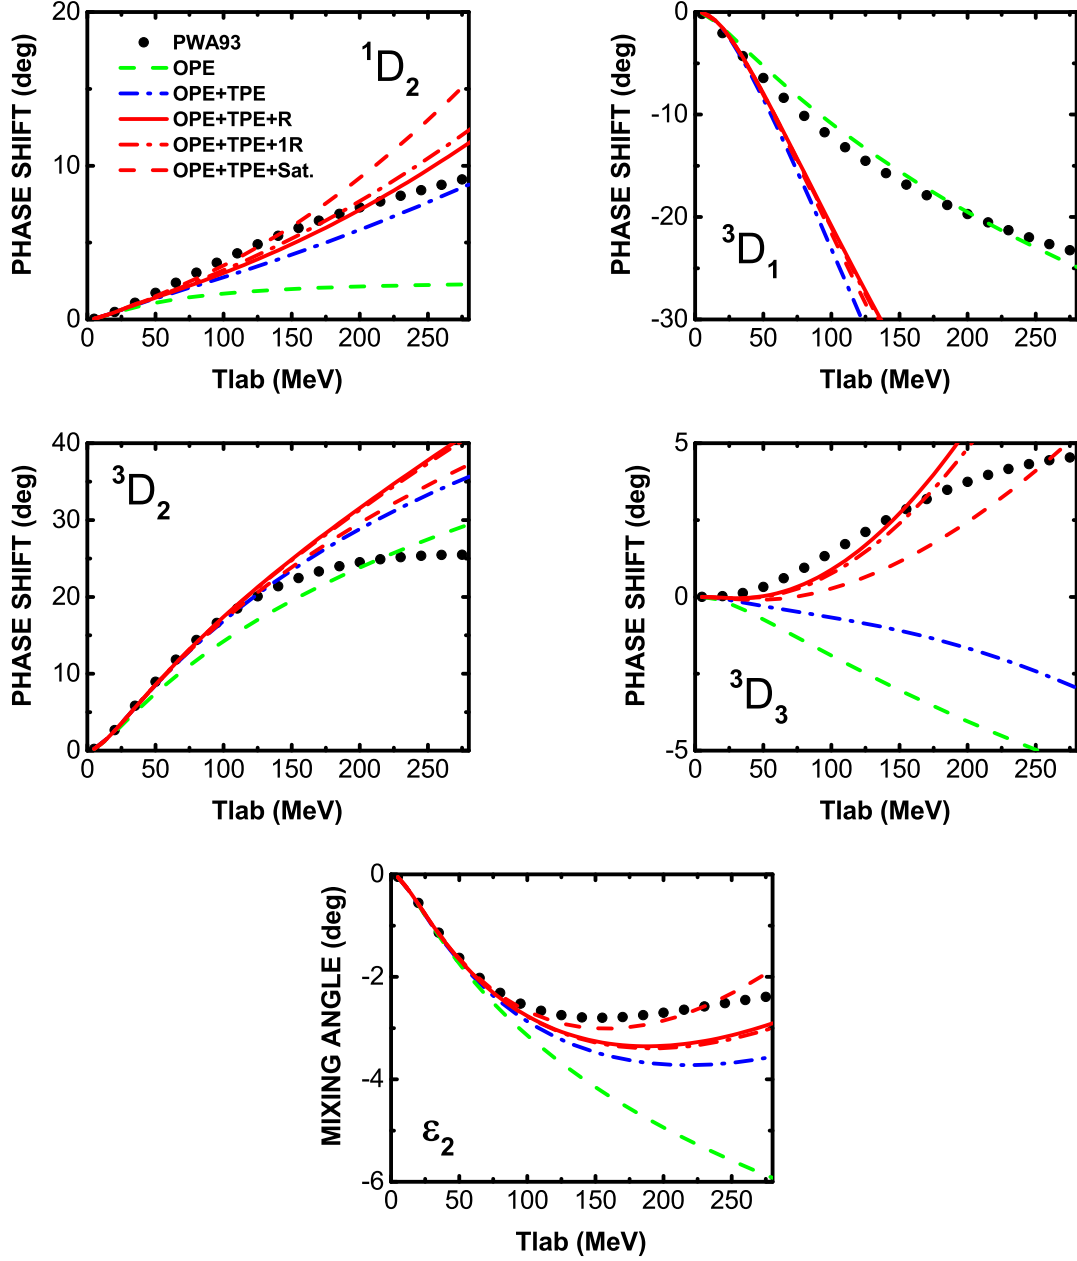 PHASE SHIFT (deg)
20
10
0
PWA93
OPE
OPE+TPE
OPE+TPE+R
OPE+TPE+1R
OPE+TPE+Sat.
¹D₂
0 50 100 150 200 250
Tlab (MeV)
PHASE SHIFT (deg)
0
-10
-20
-30
³D₁
0 50 100 150 200 250
Tlab (MeV)
PHASE SHIFT (deg)
40
30
20
10
0
³D₂
0 50 100 150 200 250
Tlab (MeV)
PHASE SHIFT (deg)
5
0
-5
³D₃
0 50 100 150 200 250
Tlab (MeV)
MIXING ANGLE (deg)
0
-2
-4
-6
ε₂
0 50 100 150 200 250
Tlab (MeV)